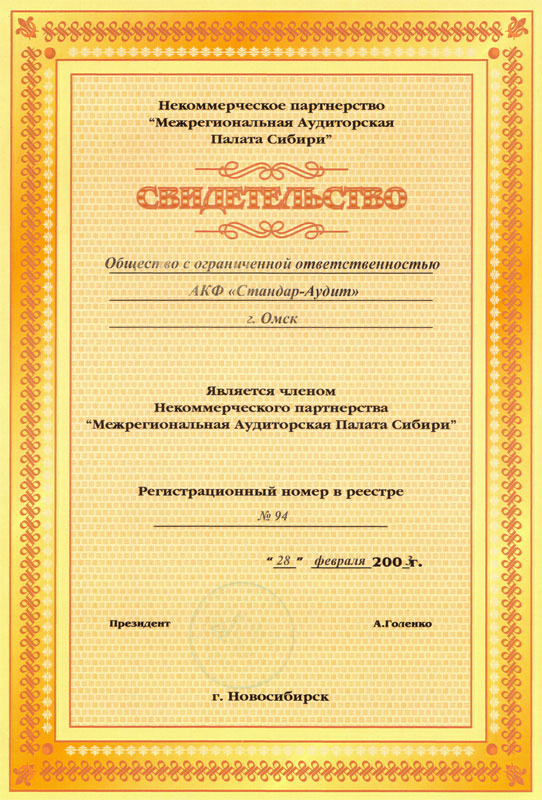 Некоммерческое партнерство
“Межрегиональная Аудиторская
Палата Сибири”
СВИДЕТЕЛЬСТВО
Общество с ограниченной ответственностью
АКФ «Стандар-Аудит»
г. Омск
Является членом
Некоммерческого партнерства
“Межрегиональная Аудиторская Палата Сибири”
Регистрационный номер в реестре
№ 94
“ 28 ” февраля 2003г.
Президент А.Голенко
г. Новосибирск